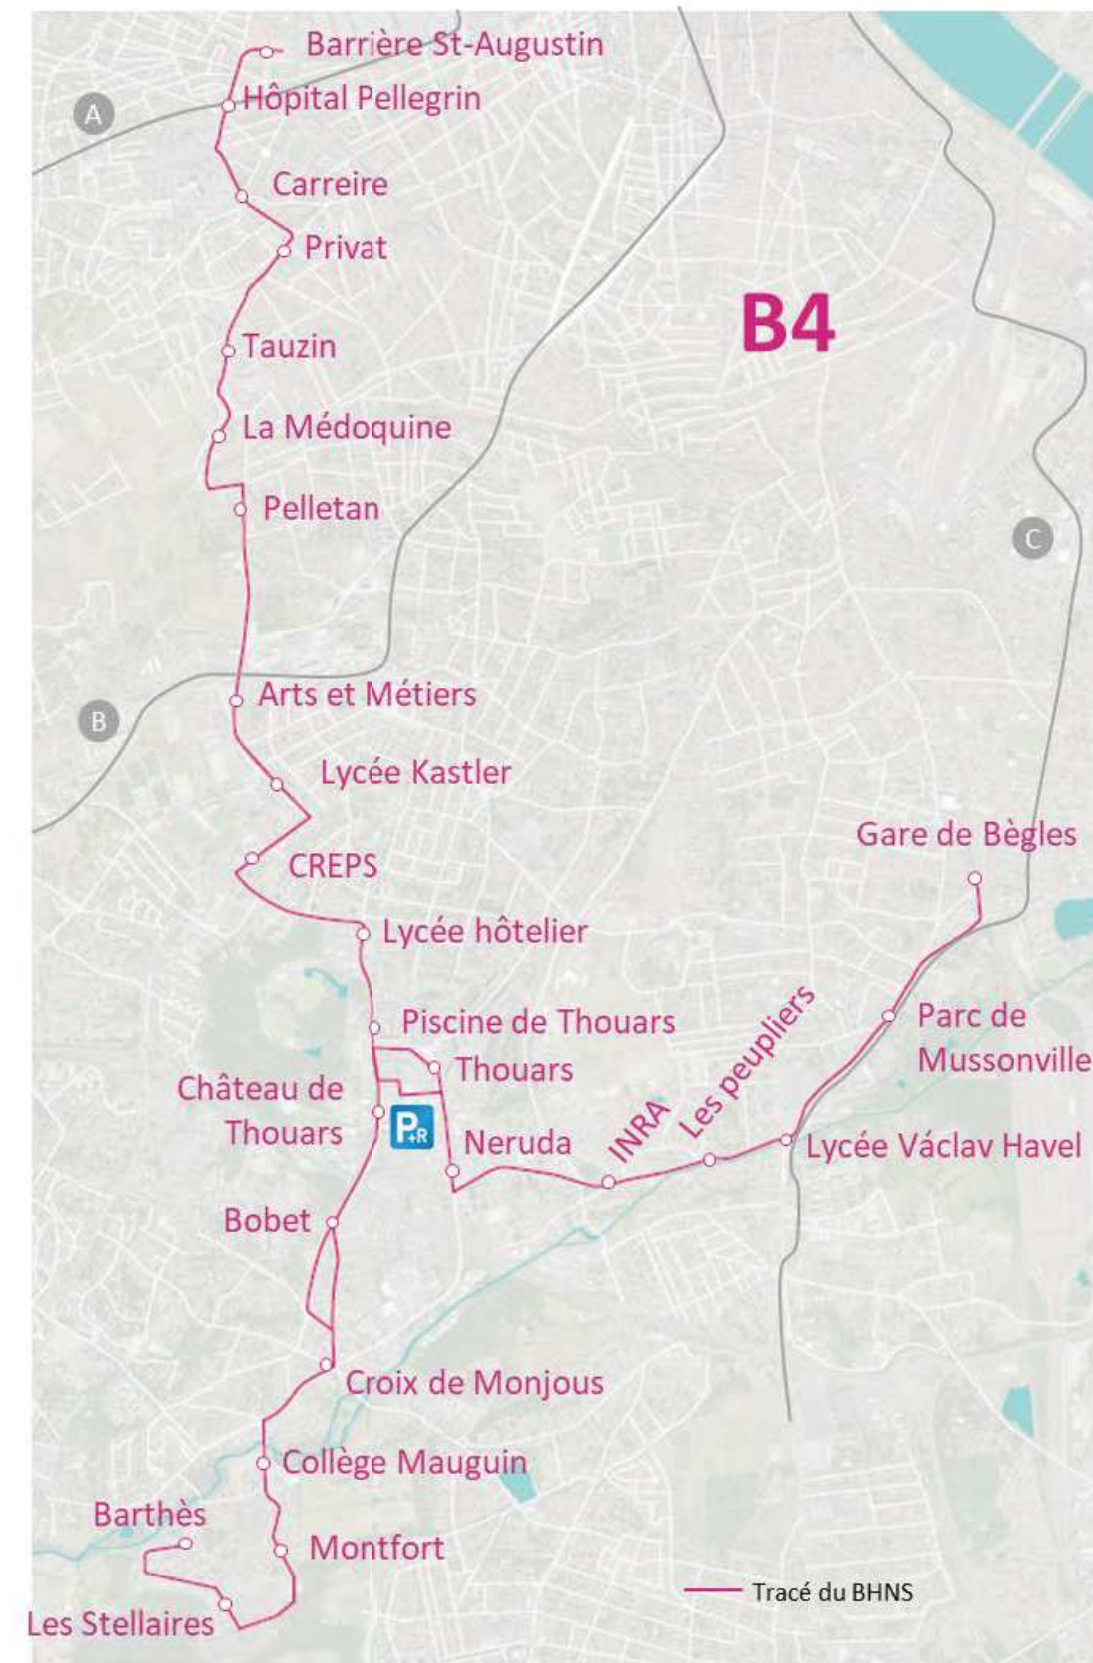 Barrière St-Augustin
A
Hôpital Pellegrin
Carreire
Privat
B4
Tauzin
La Médoquine
Pelletan
C
Arts et Métiers
B
Lycée Kastler
Gare de Bègles
CREPS
Lycée hôtelier
Piscine de Thouars
Parc de
Mussonville
Thouars
Château de
Thouars
P+R
Les peupliers
INRA
Neruda
Lycée Václav Havel
Bobet
Croix de Monjous
Collège Mauguin
Barthès
Montfort
Tracé du BHNS
Les Stellaires